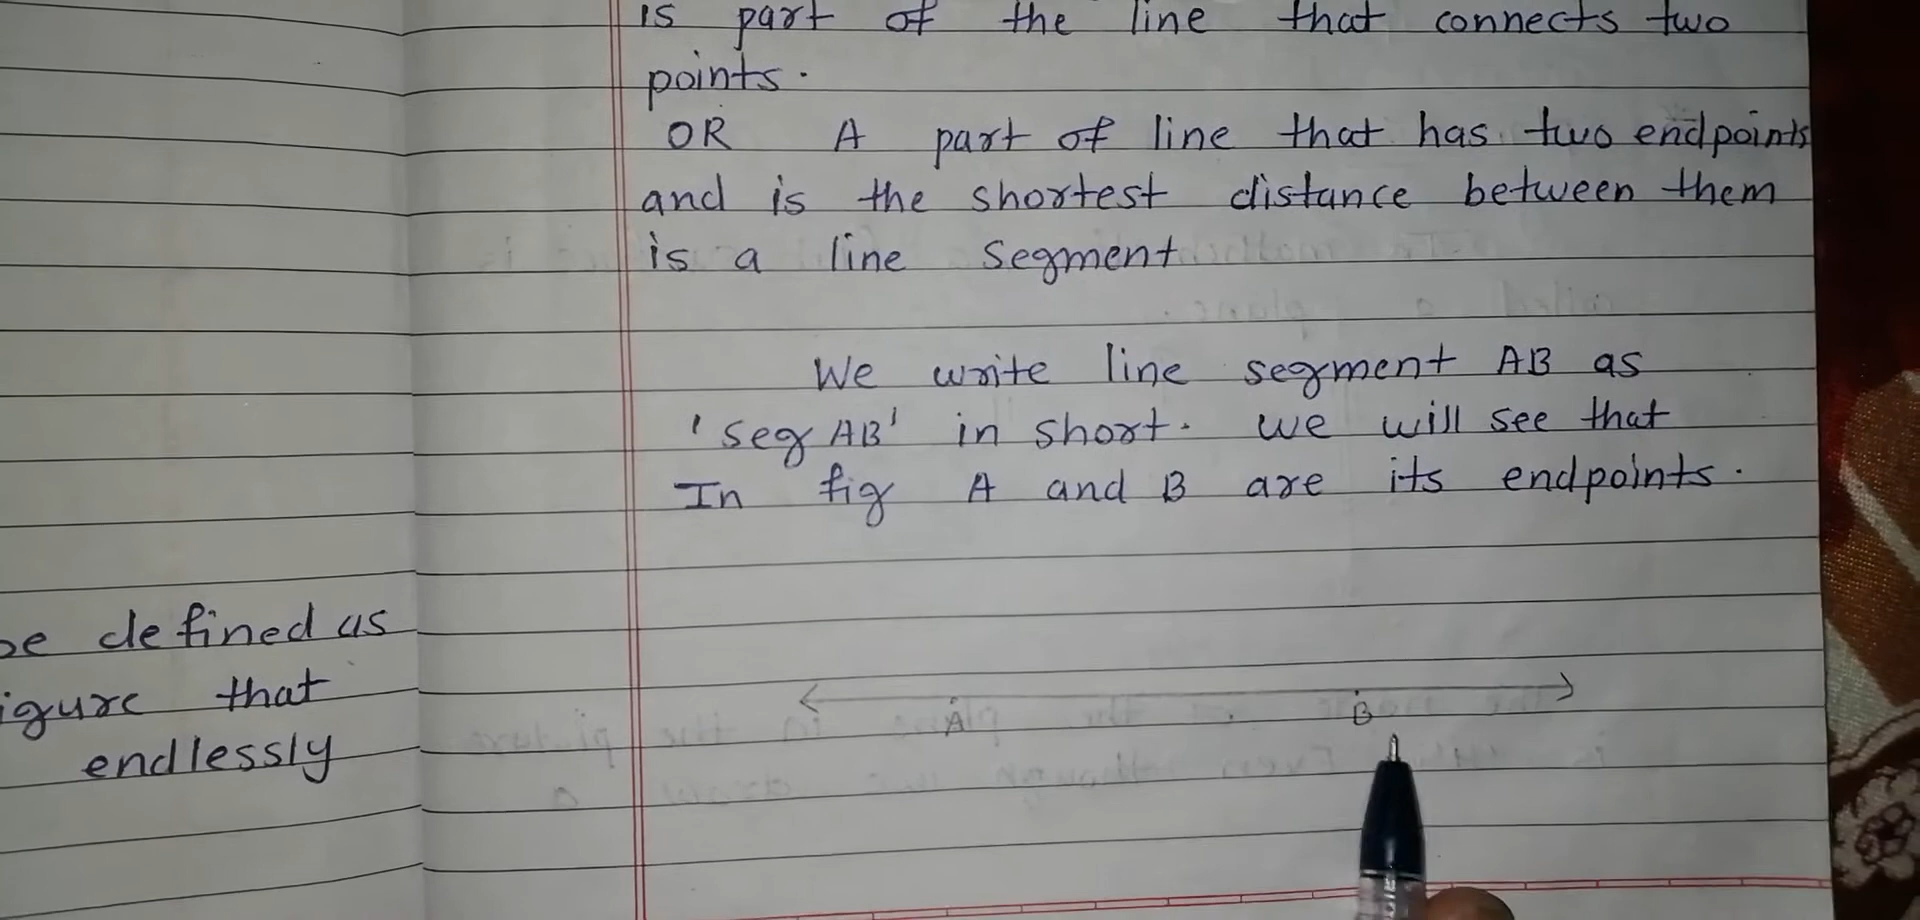 is part of the line that connects two
points.
OR A part of line that has two endpoints
and is the shortest distance between them
is a line segment
We write line segment AB as
'seg AB' in short. we will see that
In fig A and B are its endpoints.
A B
defined as
that
endlessly